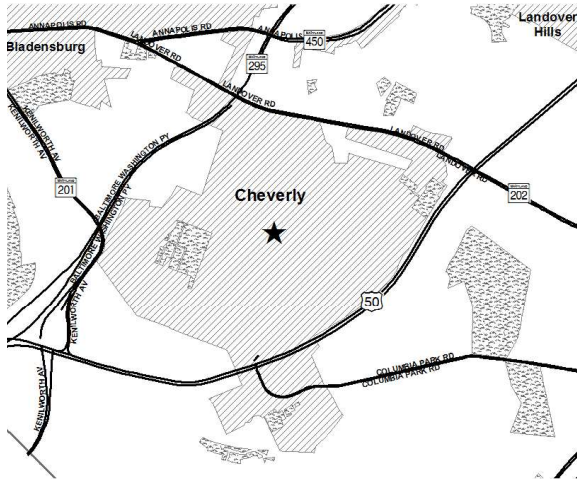 ANNAPOLIS RD
ANNAPOLIS RD
ANNAPOLIS
450
Landover
Hills
Bladensburg
LANDOVER RD
295
LANDOVER RD
KENILWORTH AV
KENILWORTH AV
LANDOVER RD
LANDOVER RD
201
BALTIMORE WASHINGTON PY
BALTIMORE WASHINGTON PY
Cheverly
202
50
KENILWORTH AV
COLUMBIA PARK RD
COLUMBIA PARK RD
KENILWORTH AV